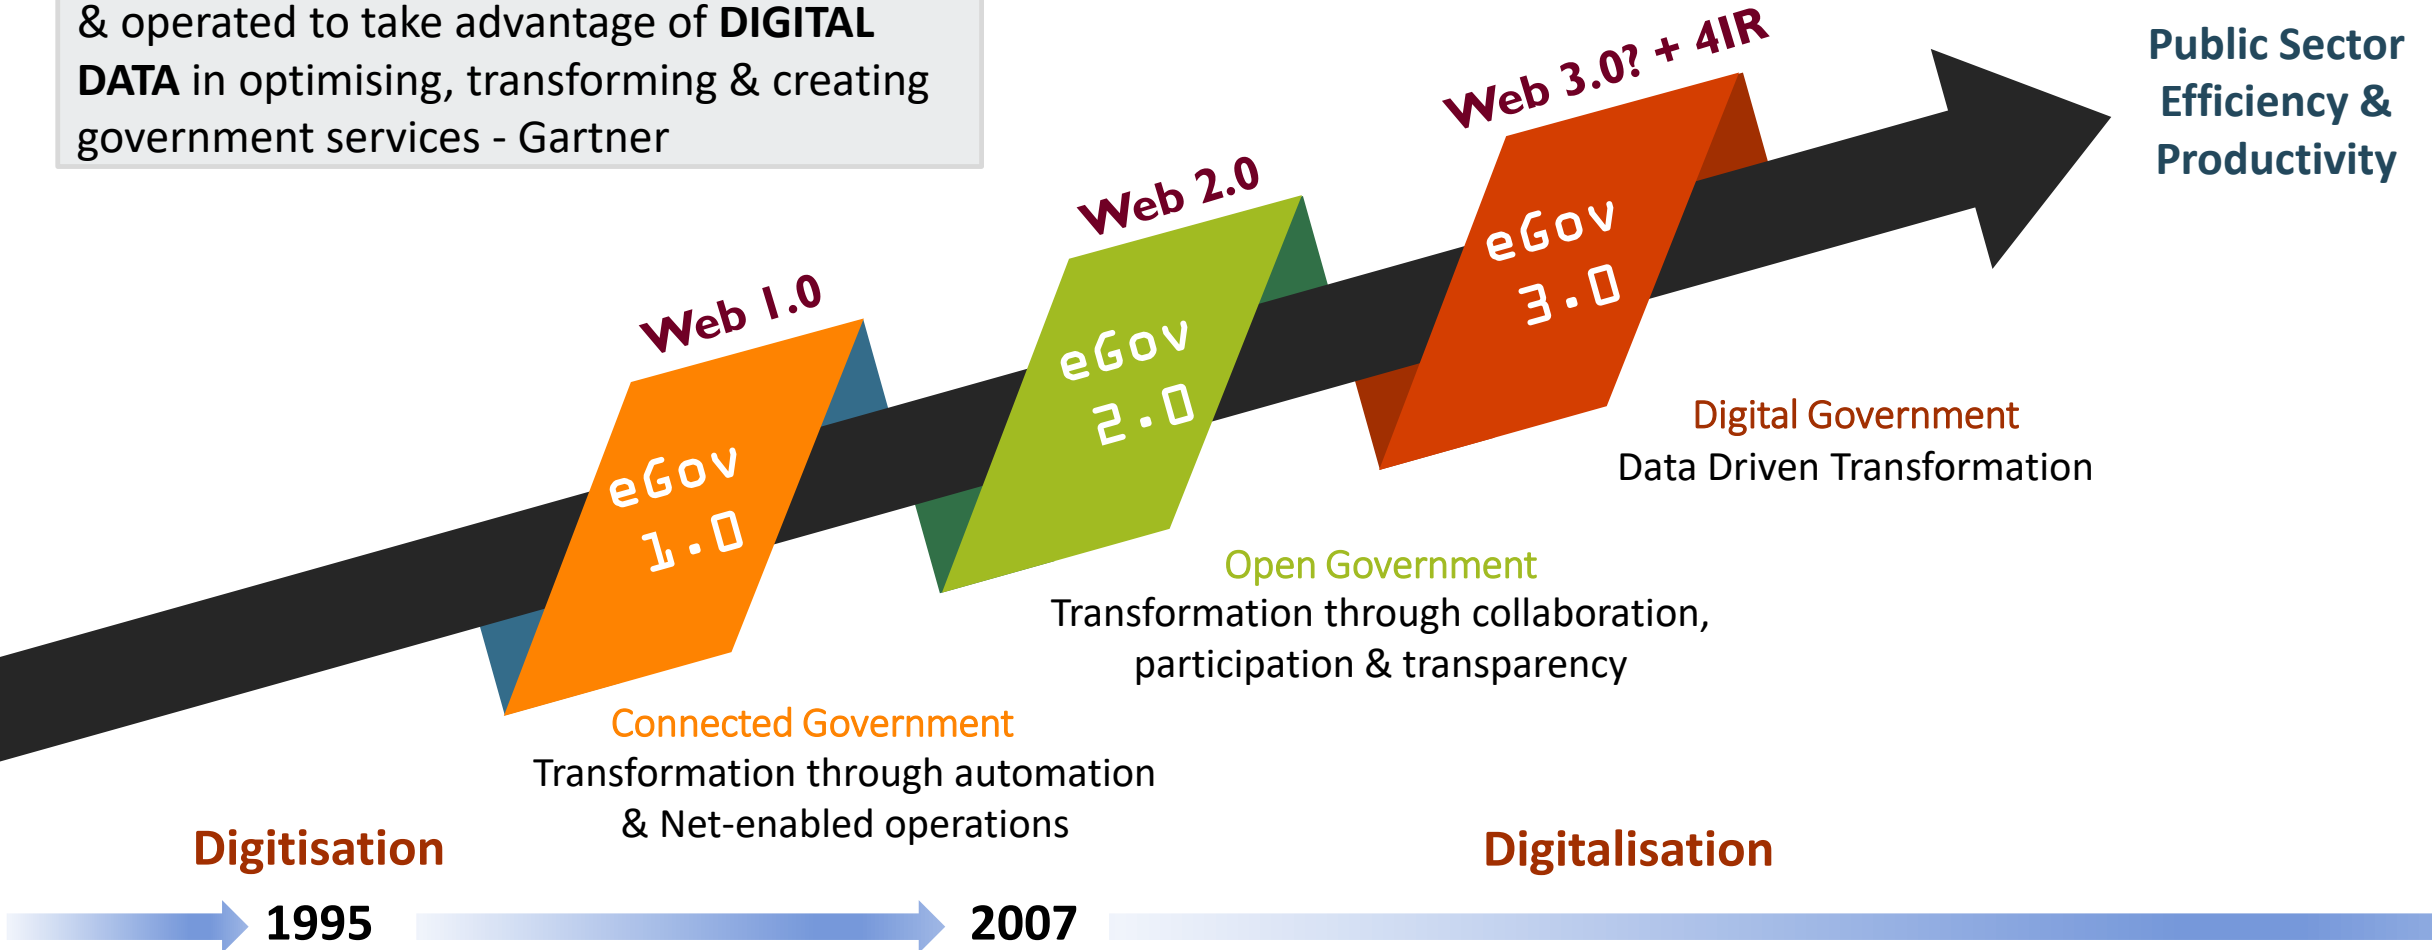 & operated to take advantage of DIGITAL
DATA in optimising, transforming & creating
government services - Gartner
Web 3.0? + 4IR
Public Sector
Efficiency &
Productivity
Web 2.0
eGov
3.0
Web 1.0
eGov
2.0
Digital Government
Data Driven Transformation
eGov
1.0
Open Government
Transformation through collaboration,
participation & transparency
Connected Government
Transformation through automation
& Net-enabled operations
Digitisation
Digitalisation
1995
2007